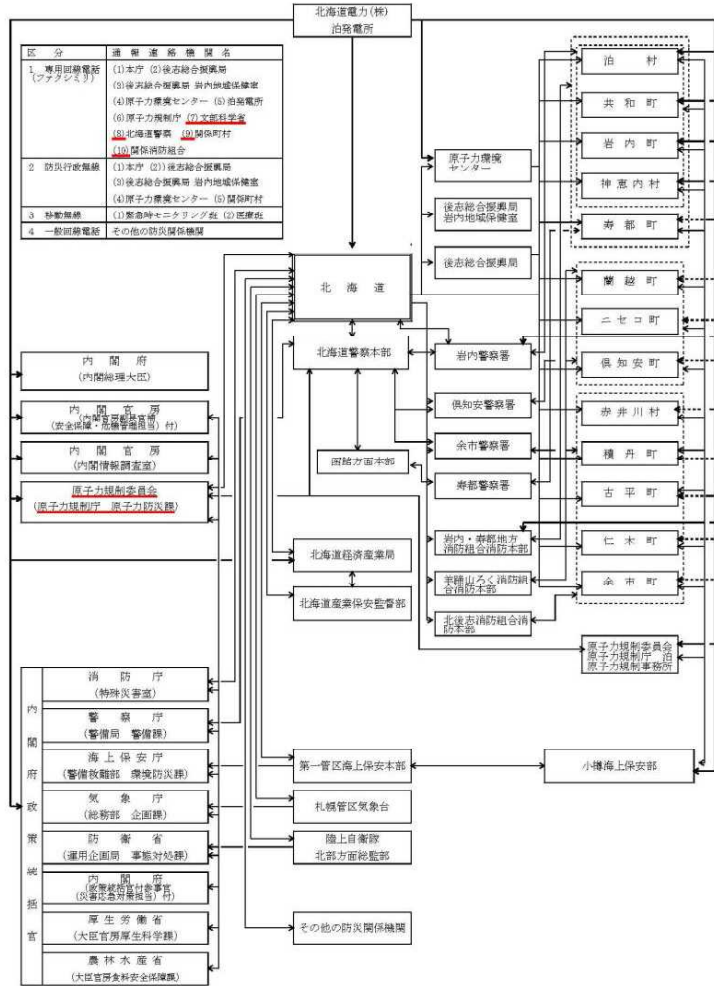 北海道電力(株)
泊発電所
区　分　通報連絡機関名
1　専用回線電話　(1)本庁 (2)後志総合振興局
(ファクシミリ)　(3)後志総合振興局 岩内地域保健室
(4)原子力環境センター (5)泊発電所
(6)原子力規制庁 (7)文部科学省
(8)北海道警察　(9)関係町村
(10)関係消防組合
2　防災行政無線　(1)本庁 (2))後志総合振興局
(3)後志総合振興局 岩内地域保健室
(4)原子力環境センター (5)関係町村
3　移動無線　(1)緊急時モニタリング班 (2)医療班
4　一般回線電話　その他の防災関係機関
原子力環境
センター
後志総合振興局
岩内地域保健室
後志総合振興局
北海道
北海道警察本部
函館方面本部
岩内警察署
倶知安警察署
余市警察署
寿都警察署
岩内・寿都地方
消防組合消防本部
羊蹄山ろく消防組
合消防本部
北後志消防組合消
防本部
泊村
共和町
岩内町
神恵内村
寿都町
蘭越町
ニセコ町
倶知安町
赤井川村
積丹町
古平町
仁木町
余市町
原子力規制委員会
原子力規制庁　泊
原子力規制事務所
内閣府
(内閣総理大臣)
内閣官房
(内閣官房副長官補
(安全保障・危機管理担当)付)
内閣官房
(内閣情報調査室)
原子力規制委員会
(原子力規制庁　原子力防災課)
北海道経済産業局
北海道産業保安監督部
内閣府政策統括官
消防庁
(特殊災害室)
警察庁
(警備局　警備課)
海上保安庁
(警備救難部　環境防災課)
気象庁
(総務部　企画課)
防衛省
(運用企画局　事態対処課)
内閣府
(政策統括官付参事官
(災害応急対策担当)付)
厚生労働省
(大臣官房厚生科学課)
農林水産省
(大臣官房食料安全保障課)
第一管区海上保安本部
小樽海上保安部
札幌管区気象台
陸上自衛隊
北部方面総監部
その他の防災関係機関